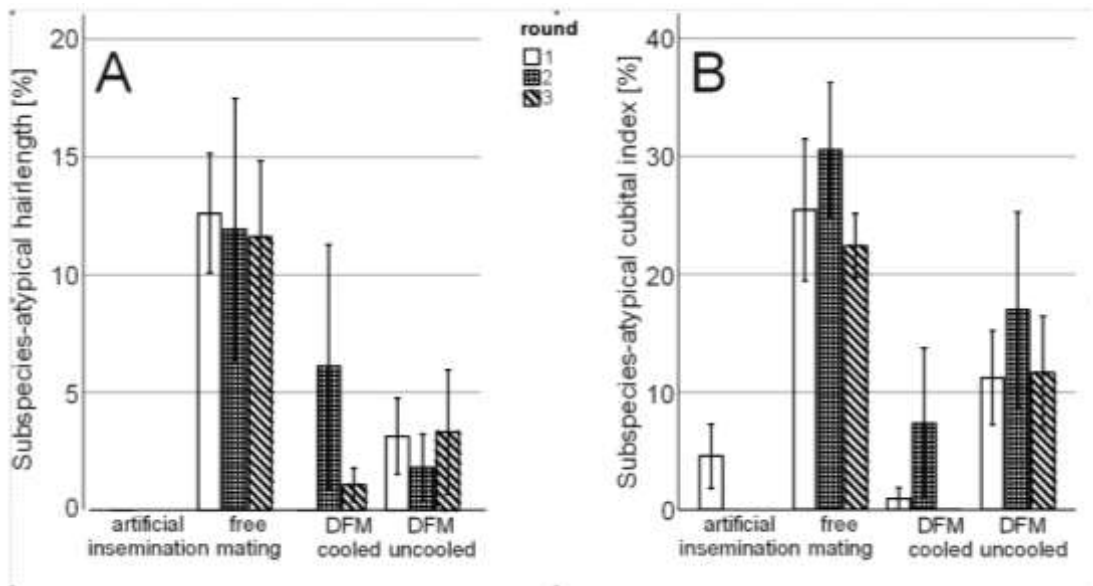 A
Subspecies-atypical hairlength [%]
20
15
10
5
0
artificial insemination
free mating
DFM cooled
DFM uncooled
round
1
2
3
B
Subspecies-atypical cubital index [%]
40
30
20
10
0
artificial insemination
free mating
DFM cooled
DFM uncooled